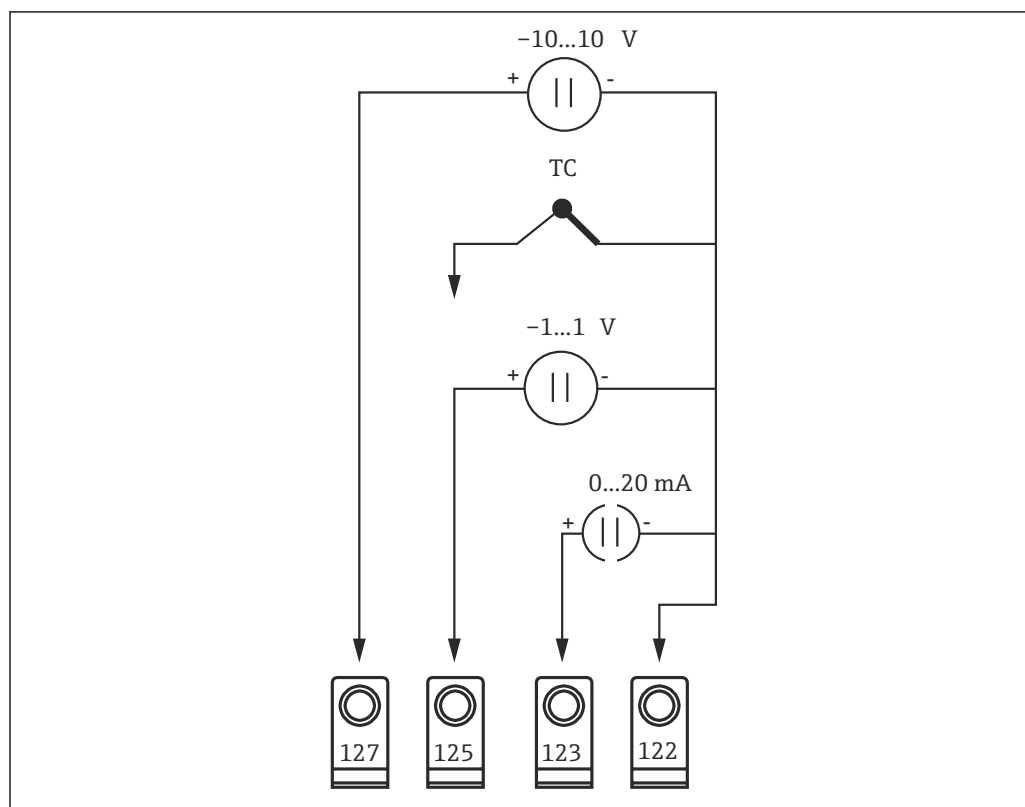 −10...10 V
+ -
TC
−1...1 V
+ -
0...20 mA
+ -
127 125 123 122